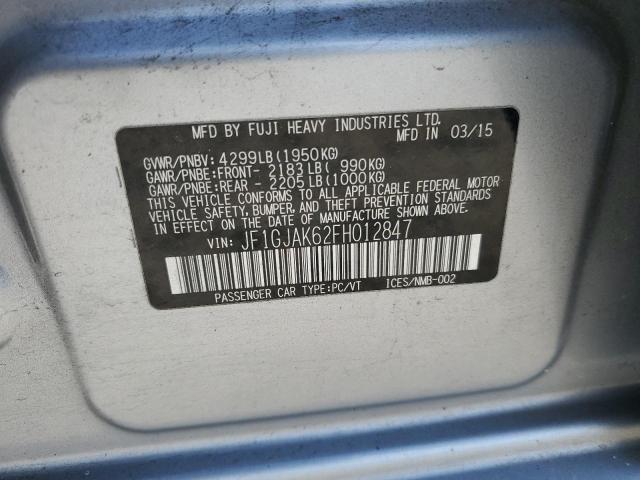 MFD BY FUJI HEAVY INDUSTRIES LTD.
MFD IN 03/15
GVWR/PNBV: 4299LB(1950KG)
GAWR/PNBE:FRONT- 2183LB( 990KG)
GAWR/PNBE:REAR - 2205LB(1000KG)
THIS VEHICLE CONFORMS TO ALL APPLICABLE FEDERAL MOTOR
VEHICLE SAFETY, BUMPER, AND THEFT PREVENTION STANDARDS
IN EFFECT ON THE DATE OF MANUFACTURE SHOWN ABOVE.
VIN: JF1GJAK62FH012847
PASSENGER CAR TYPE:PC/VT ICES/NMB-002